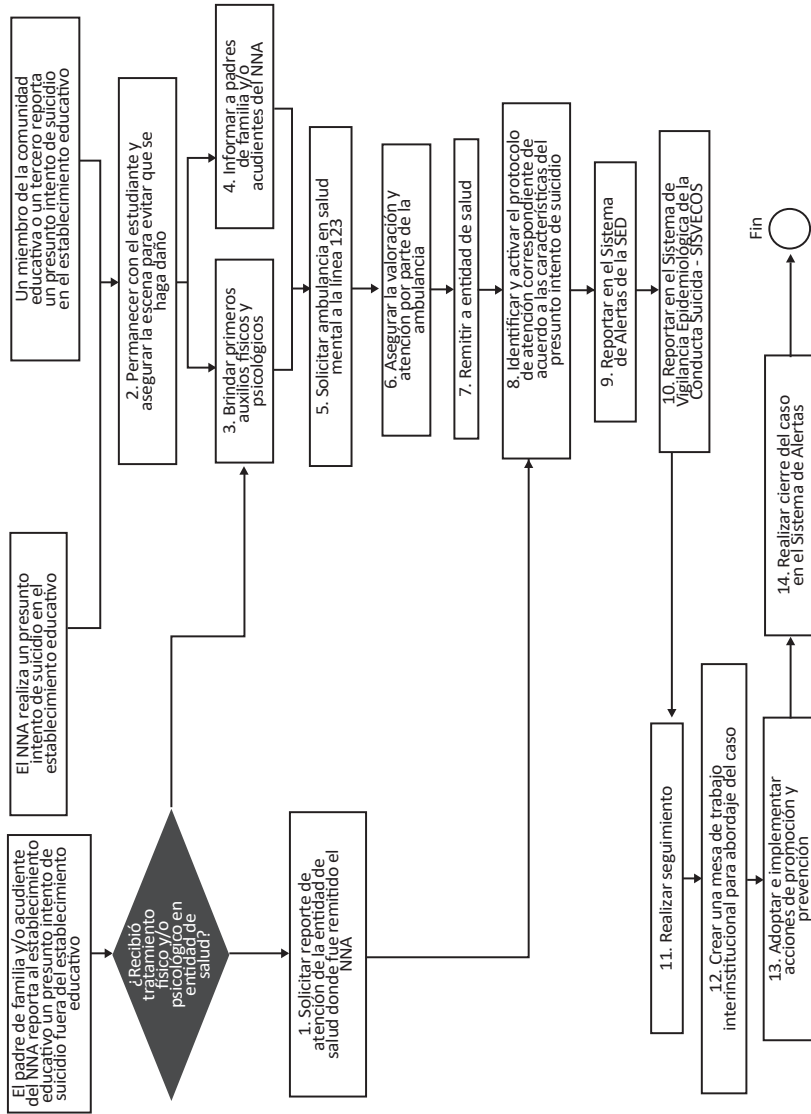 El padre de familia y/o acudiente
del NNA reporta al establecimiento
educativo un presunto intento de
suicidio fuera del establecimiento
educativo
El NNA realiza un presunto
intento de suicidio en el
establecimiento educativo
Un miembro de la comunidad
educativa o un tercero reporta
un presunto intento de suicidio
en el establecimiento educativo
¿Recibió
tratamiento
físico y/o
psicológico en
entidad de
salud?
1. Solicitar reporte de
atención de la entidad de
salud donde fue remitido el
NNA
2. Permanecer con el estudiante y
asegurar la escena para evitar que se
haga daño
3. Brindar primeros
auxilios físicos y
psicológicos
4. Informar a padres
de familia y/o
acudientes del NNA
5. Solicitar ambulancia en salud
mental a la línea 123
6. Asegurar la valoración y
atención por parte de la
ambulancia
7. Remitir a entidad de salud
8. Identificar y activar el protocolo
de atención correspondiente de
acuerdo a las características del
presunto intento de suicidio
9. Reportar en el Sistema
de Alertas de la SED
10. Reportar en el Sistema de
Vigilancia Epidemiológica de la
Conducta Suicida - SISVECOS
11. Realizar seguimiento
12. Crear una mesa de trabajo
interinstitucional para abordaje del caso
13. Adoptar e implementar
acciones de promoción y
prevención
14. Realizar cierre del caso
en el Sistema de Alertas
Fin